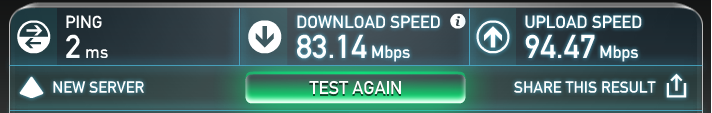 PING
2 ms
DOWNLOAD SPEED i
83.14 Mbps
UPLOAD SPEED
94.47 Mbps
NEW SERVER
TEST AGAIN
SHARE THIS RESULT